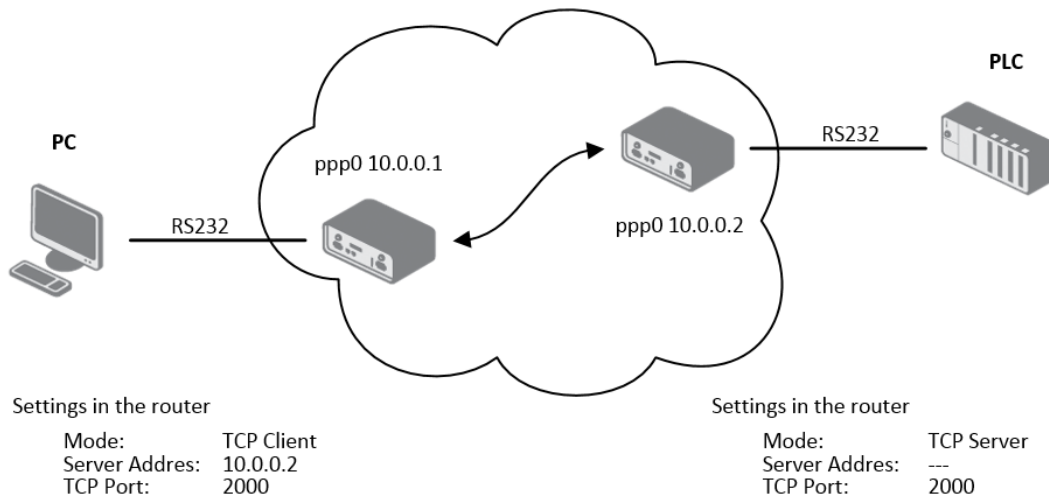 PLC
PC
RS232
ppp0 10.0.0.1
RS232
ppp0 10.0.0.2
Settings in the router
Mode: TCP Client
Server Addres: 10.0.0.2
TCP Port: 2000
Settings in the router
Mode: TCP Server
Server Addres: ---
TCP Port: 2000